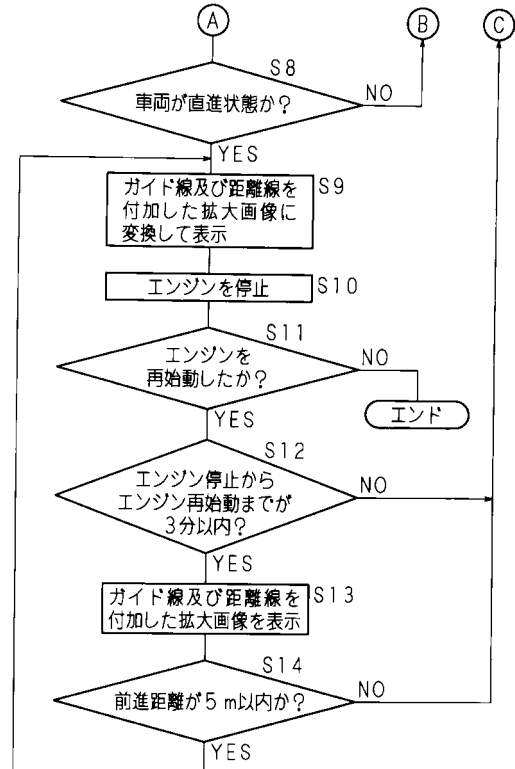 A
B
C
S8
車両が直進状態か?
NO
YES
ガイド線及び距離線を
付加した拡大画像に
変換して表示
S9
エンジンを停止
S10
S11
エンジンを
再始動したか?
NO
エンド
YES
S12
エンジン停止から
エンジン再始動までが
3分以内?
NO
YES
ガイド線及び距離線を
付加した拡大画像を表示
S13
S14
前進距離が5m以内か?
NO
YES